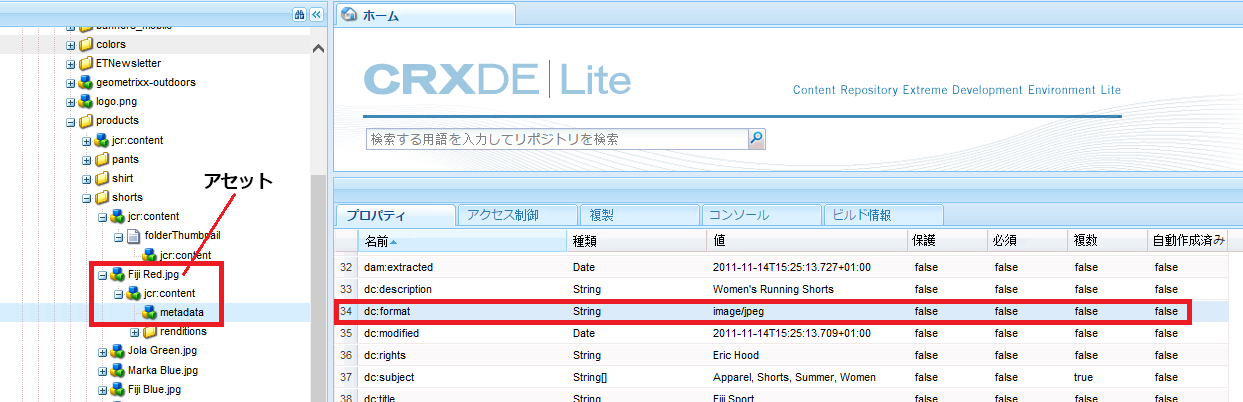 banners_mobile
colors
ETNewsletter
geometrixx-outdoors
logo.png
products
jcr:content
pants
shirt
shorts
アセット
jcr:content
folderThumbnail
jcr:content
Fiji Red.jpg
jcr:content
metadata
renditions
Jola Green.jpg
Marka Blue.jpg
Fiji Blue.jpg
ホーム
CRXDE Lite
Content Repository Extreme Development Environment Lite
検索する用語を入力してリポジトリを検索
プロパティ アクセス制御 複製 コンソール ビルド情報
名前 種類 値 保護 必須 複数 自動作成済み
32 dam:extracted Date 2011-11-14T15:25:13.727+01:00 false false false false
33 dc:description String Women's Running Shorts false false false false
34 dc:format String image/jpeg false false false false
35 dc:modified Date 2011-11-14T15:25:13.709+01:00 false false false false
36 dc:rights String Eric Hood false false false false
37 dc:subject String[] Apparel, Shorts, Summer, Women false false true false
38 dc:title String Fiji Sport false false false false